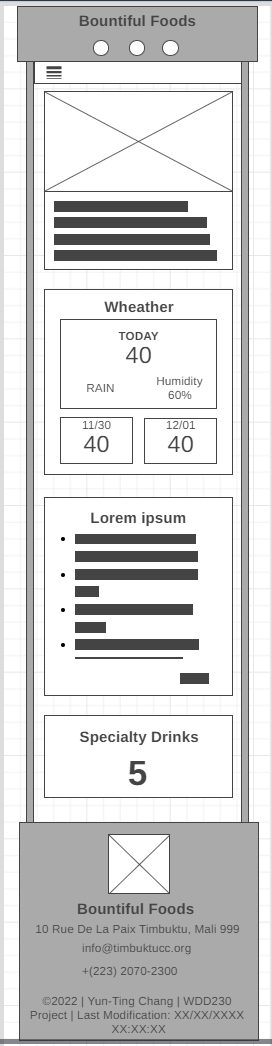 Bountiful Foods
Wheather
TODAY
40
RAIN
Humidity
60%
11/30
40
12/01
40
Lorem ipsum
Specialty Drinks
5
Bountiful Foods
10 Rue De La Paix Timbuktu, Mali 999
info@timbuktucc.org
+(223) 2070-2300
©2022 | Yun-Ting Chang | WDD230
Project | Last Modification: XX/XX/XXXX
XX:XX:XX